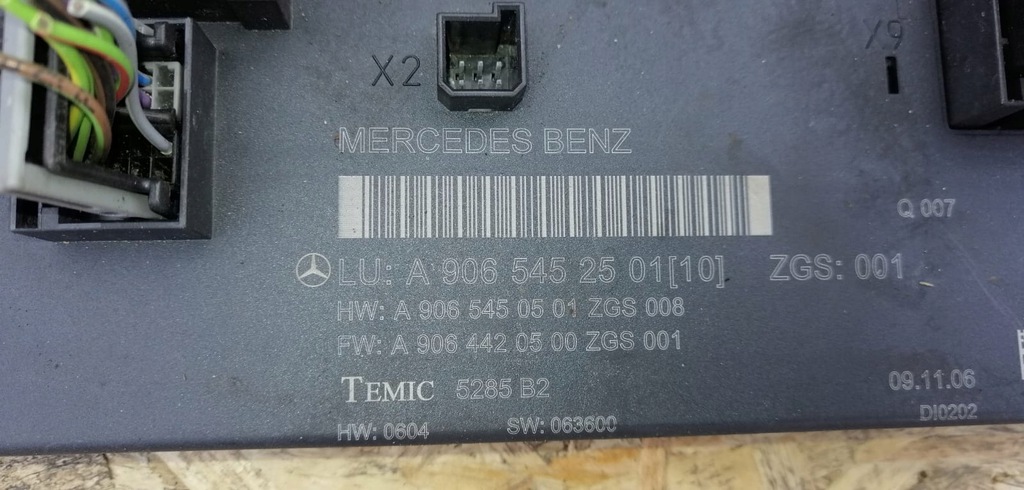 X2
X9
MERCEDES BENZ
Q 007
LU: A 906 545 25 01[10] ZGS: 001
HW: A 906 545 05 01 ZGS 008
FW: A 906 442 05 00 ZGS 001
TEMIC 5285 B2
09.11.06
HW: 0604 SW: 063600
DI0202